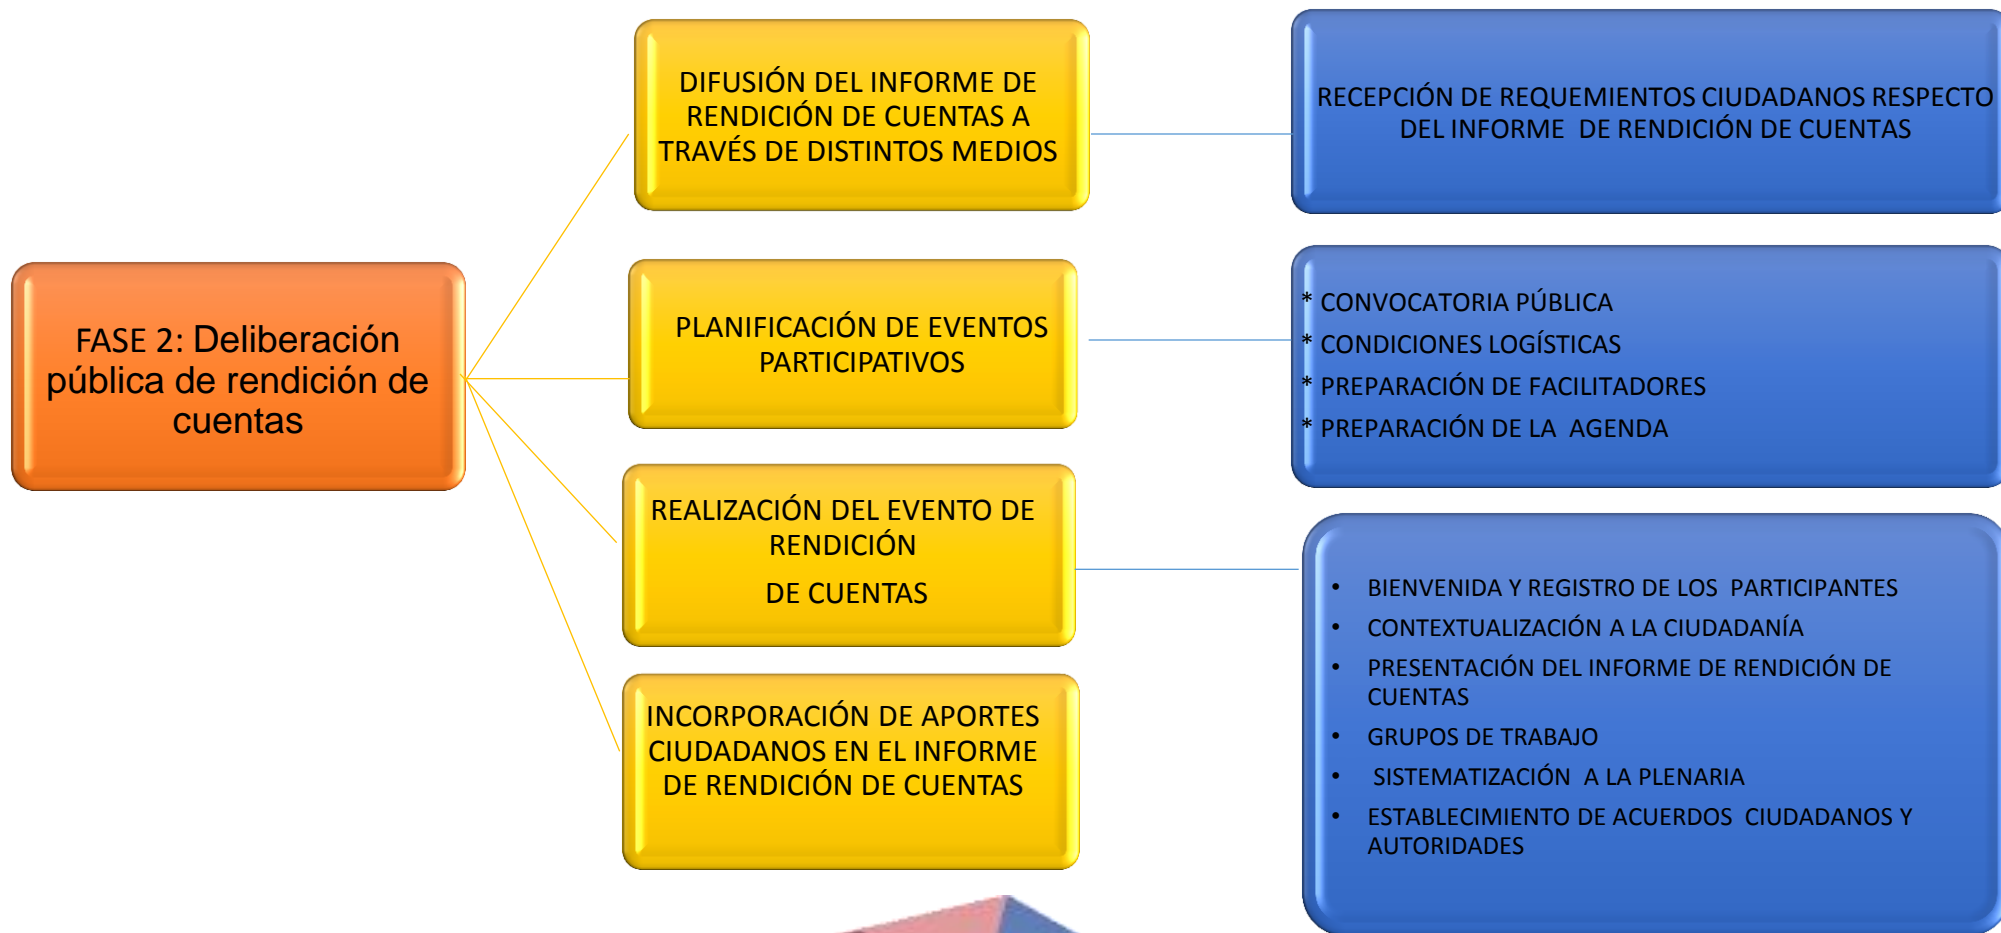 FASE 2: Deliberación
pública de rendición de
cuentas
DIFUSIÓN DEL INFORME DE
RENDICIÓN DE CUENTAS A
TRAVÉS DE DISTINTOS MEDIOS
RECEPCIÓN DE REQUEMIENTOS CIUDADANOS RESPECTO
DEL INFORME DE RENDICIÓN DE CUENTAS
PLANIFICACIÓN DE EVENTOS
PARTICIPATIVOS
* CONVOCATORIA PÚBLICA
* CONDICIONES LOGÍSTICAS
* PREPARACIÓN DE FACILITADORES
* PREPARACIÓN DE LA AGENDA
REALIZACIÓN DEL EVENTO DE
RENDICIÓN
DE CUENTAS
• BIENVENIDA Y REGISTRO DE LOS PARTICIPANTES
• CONTEXTUALIZACIÓN A LA CIUDADANÍA
• PRESENTACIÓN DEL INFORME DE RENDICIÓN DE
CUENTAS
• GRUPOS DE TRABAJO
• SISTEMATIZACIÓN A LA PLENARIA
• ESTABLECIMIENTO DE ACUERDOS CIUDADANOS Y
AUTORIDADES
INCORPORACIÓN DE APORTES
CIUDADANOS EN EL INFORME
DE RENDICIÓN DE CUENTAS